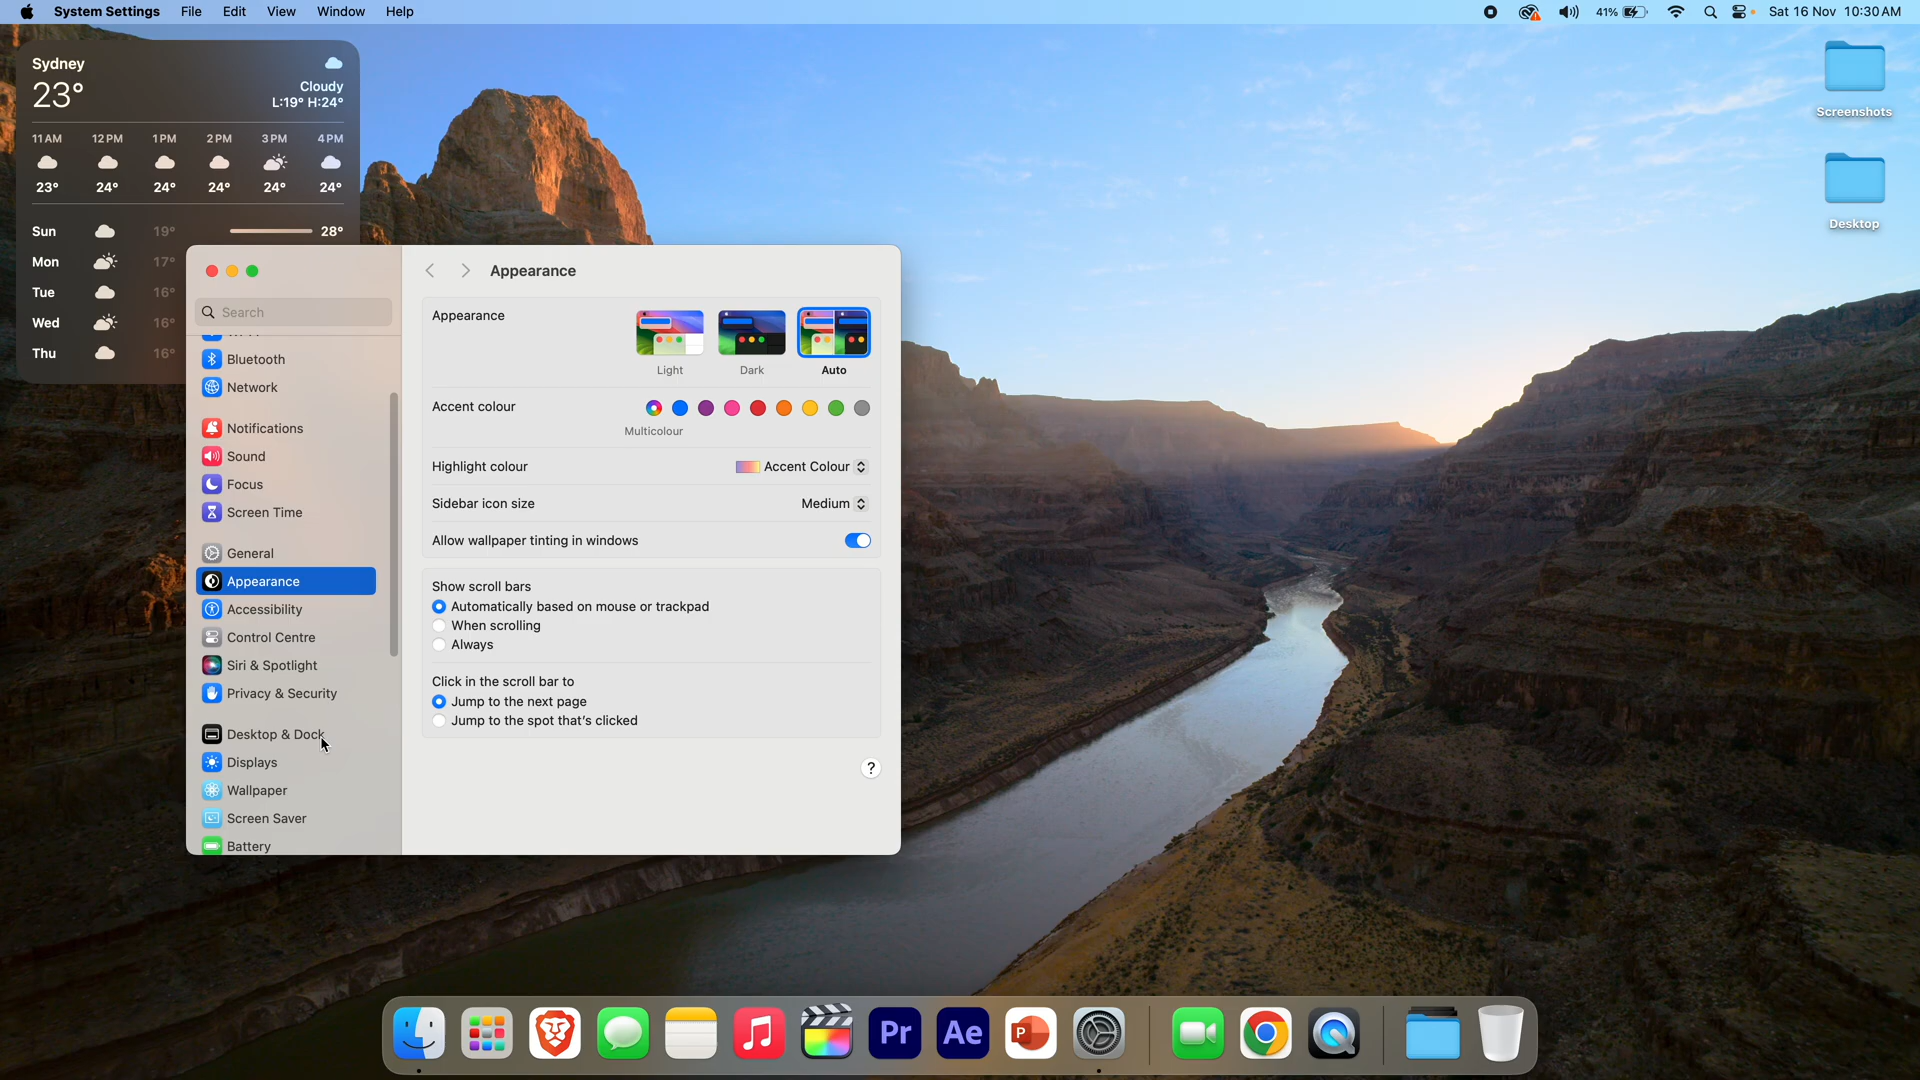 System Settings File Edit View Window Help
41% Sat 16 Nov 10:30 AM
Sydney
23°
Cloudy
L:19° H:24°
11AM 12PM 1PM 2PM 3PM 4PM
23° 24° 24° 24° 24° 24°
Sun 19° 28°
Mon 17°
Tue 16°
Wed 16°
Thu 16°
Screenshots
Desktop
Search
Bluetooth
Network
Notifications
Sound
Focus
Screen Time
General
Appearance
Accessibility
Control Centre
Siri & Spotlight
Privacy & Security
Desktop & Dock
Displays
Wallpaper
Screen Saver
Battery
Appearance
Appearance
Light Dark Auto
Accent colour
Multicolour
Highlight colour Accent Colour
Sidebar icon size Medium
Allow wallpaper tinting in windows
Show scroll bars
Automatically based on mouse or trackpad
When scrolling
Always
Click in the scroll bar to
Jump to the next page
Jump to the spot that's clicked
?
Pr Ae P